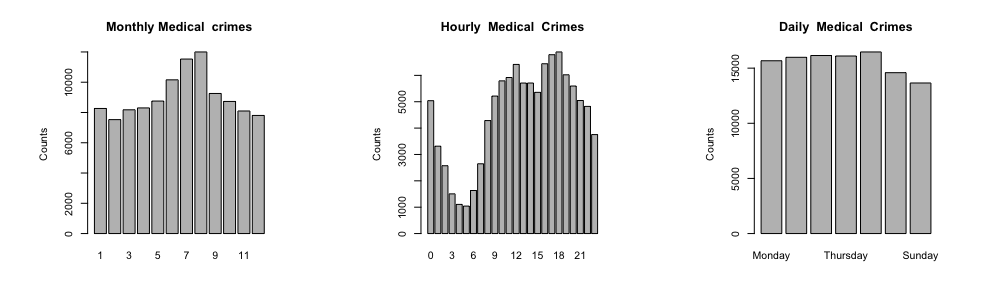 Monthly Medical  crimes
Counts
0
2000
6000
10000
1 3 5 7 9 11
Hourly  Medical  Crimes
Counts
1000
3000
5000
0 3 6 9 12 15 18 21
Daily  Medical  Crimes
Counts
0
5000
10000
15000
Monday Thursday Sunday